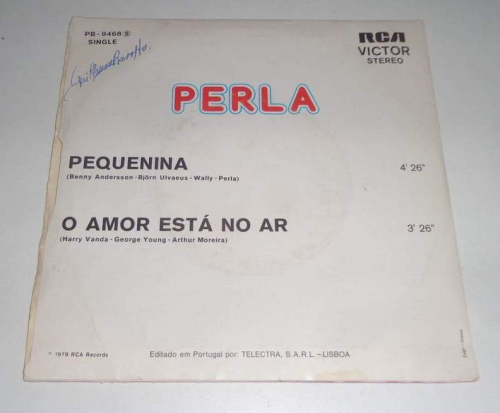 PB-9468 S
SINGLE
RCA
VICTOR
STEREO
PERLA
PEQUENINA 4' 26"
(Benny Andersson - Björn Ulvaeus - Wally - Perla)
O AMOR ESTÁ NO AR 3' 26"
(Harry Vanda - George Young - Arthur Moreira)
1979 RCA Records
Editado em Portugal por: TELECTRA, S.A.R.L. - LISBOA